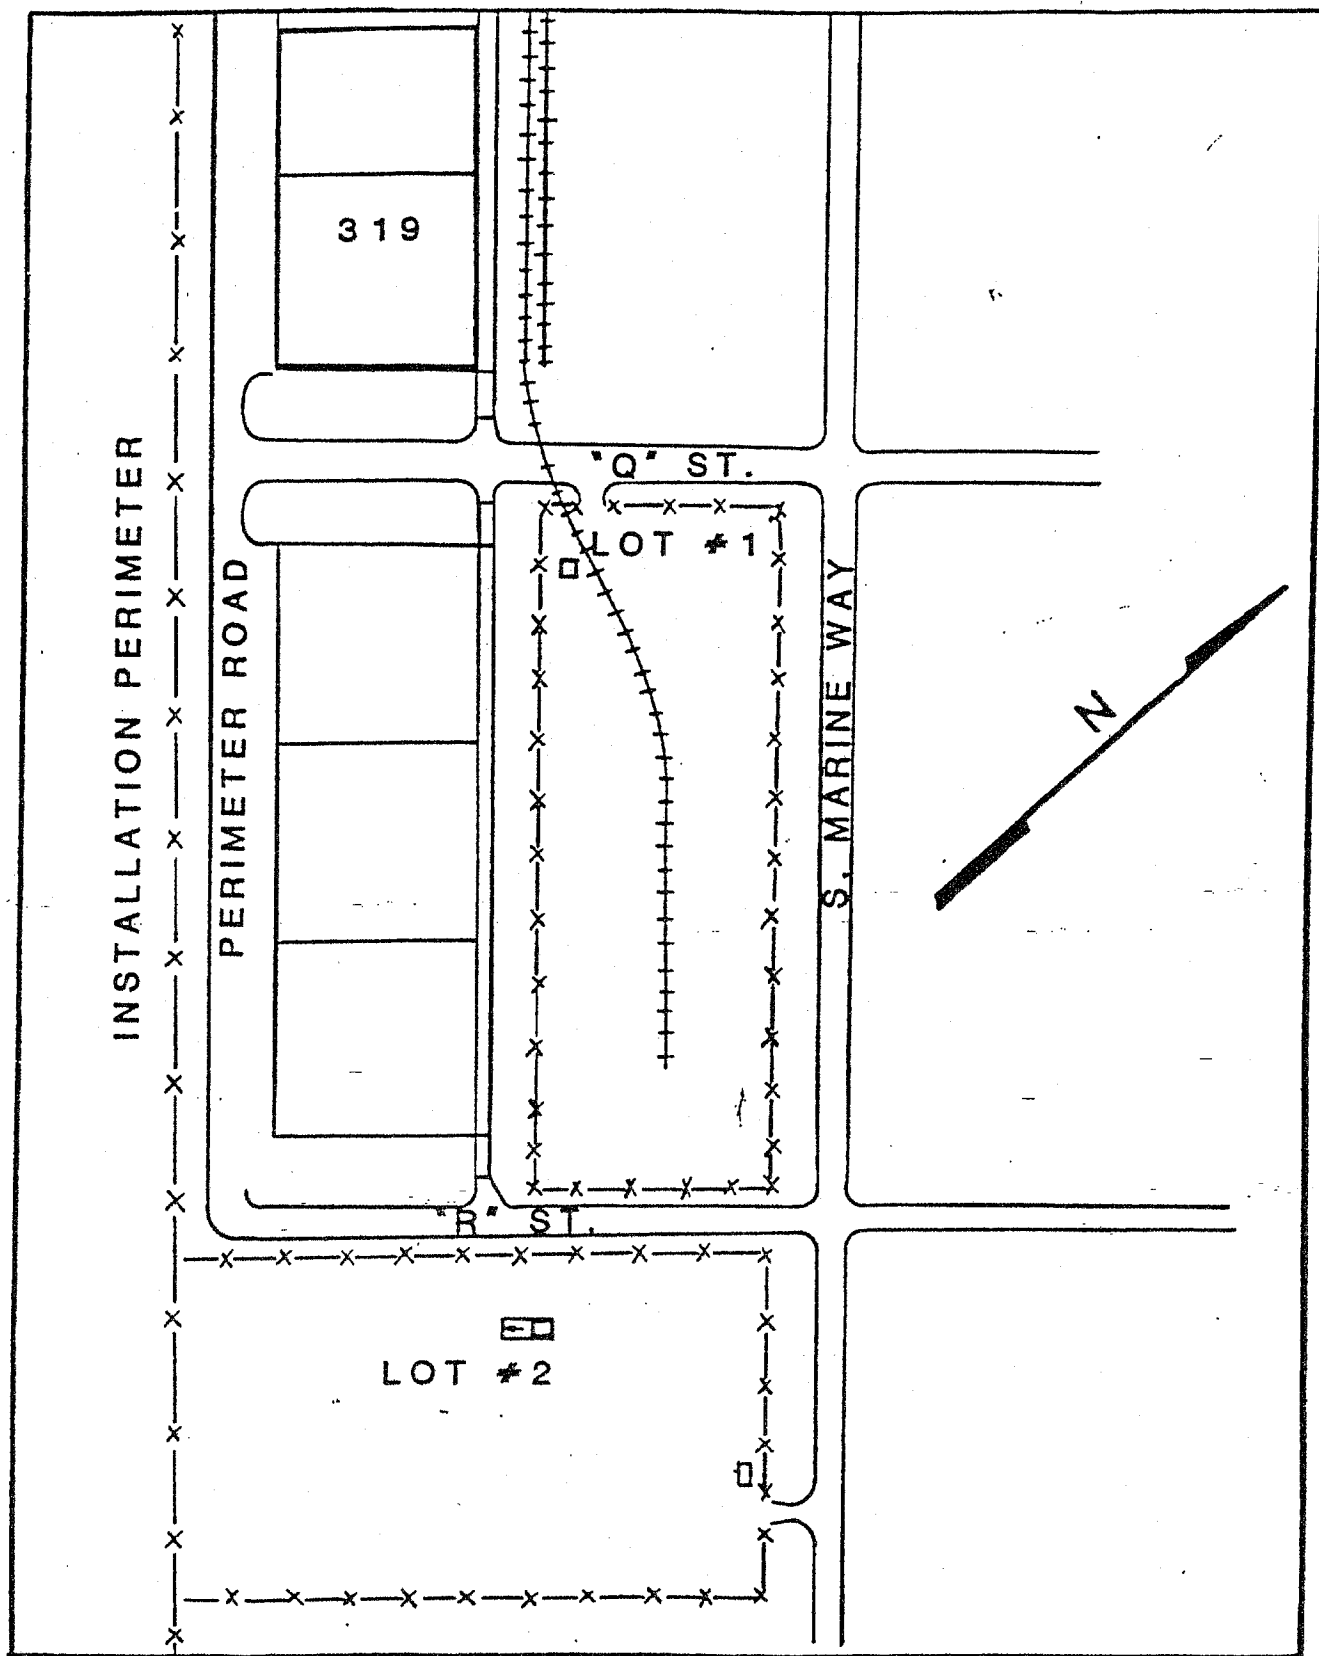 319
"Q" ST.
LOT #1
INSTALLATION PERIMETER
PERIMETER ROAD
S. MARINE WAY
N
"R" ST.
LOT #2